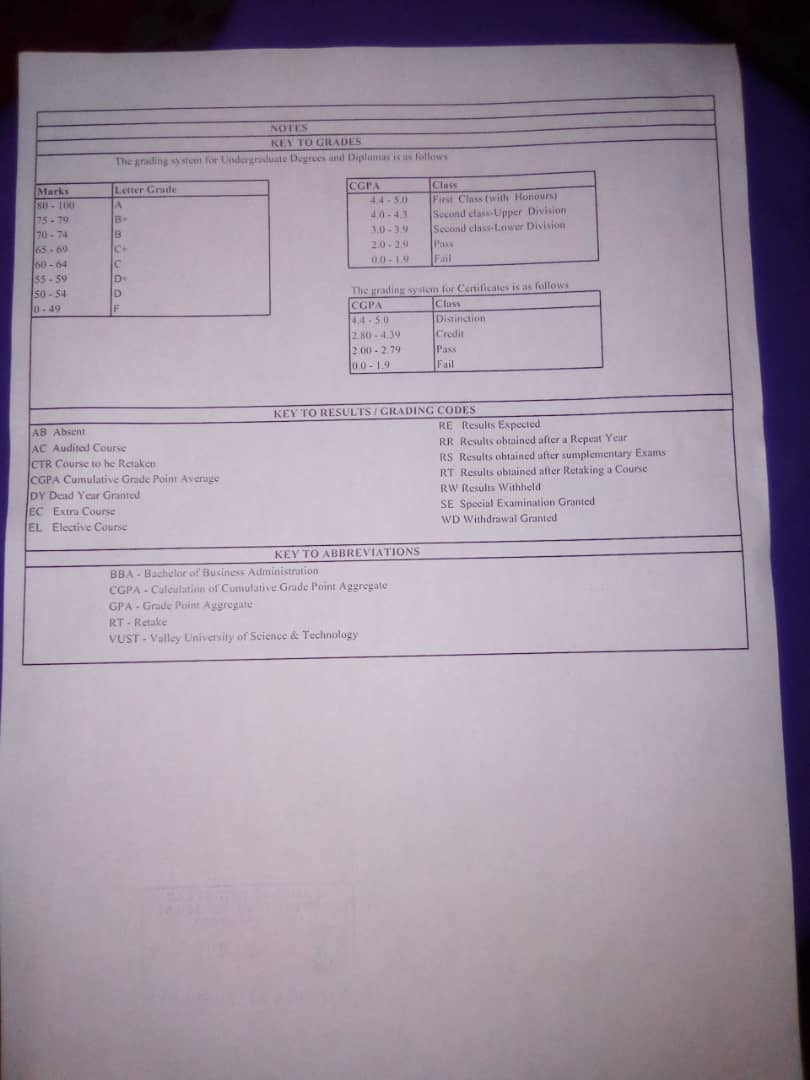 NOTES
KEY TO GRADES
The grading system for Undergraduate Degrees and Diplomas is as follows
Marks Letter Grade
80 - 100 A
75 - 79 B+
70 - 74 B
65 - 69 C+
60 - 64 C
55 - 59 D+
50 - 54 D
0 - 49 F
CGPA Class
4.4 - 5.0 First Class (with Honours)
4.0 - 4.3 Second class-Upper Division
3.0 - 3.9 Second class-Lower Division
2.0 - 2.9 Pass
0.0 - 1.9 Fail
The grading system for Certificates is as follows
CGPA Class
4.4 - 5.0 Distinction
2.80 - 4.39 Credit
2.00 - 2.79 Pass
0.0 - 1.9 Fail
KEY TO RESULTS / GRADING CODES
AB Absent
AC Audited Course
CTR Course to be Retaken
CGPA Cumulative Grade Point Average
DY Dead Year Granted
EC Extra Course
EL Elective Course
RE Results Expected
RR Results obtained after a Repeat Year
RS Results obtained after sumplementary Exams
RT Results obtained after Retaking a Course
RW Results Withheld
SE Special Examination Granted
WD Withdrawal Granted
KEY TO ABBREVIATIONS
BBA - Bachelor of Business Administration
CGPA - Calculation of Cumulative Grade Point Aggregate
GPA - Grade Point Aggregate
RT - Retake
VUST - Valley University of Science & Technology